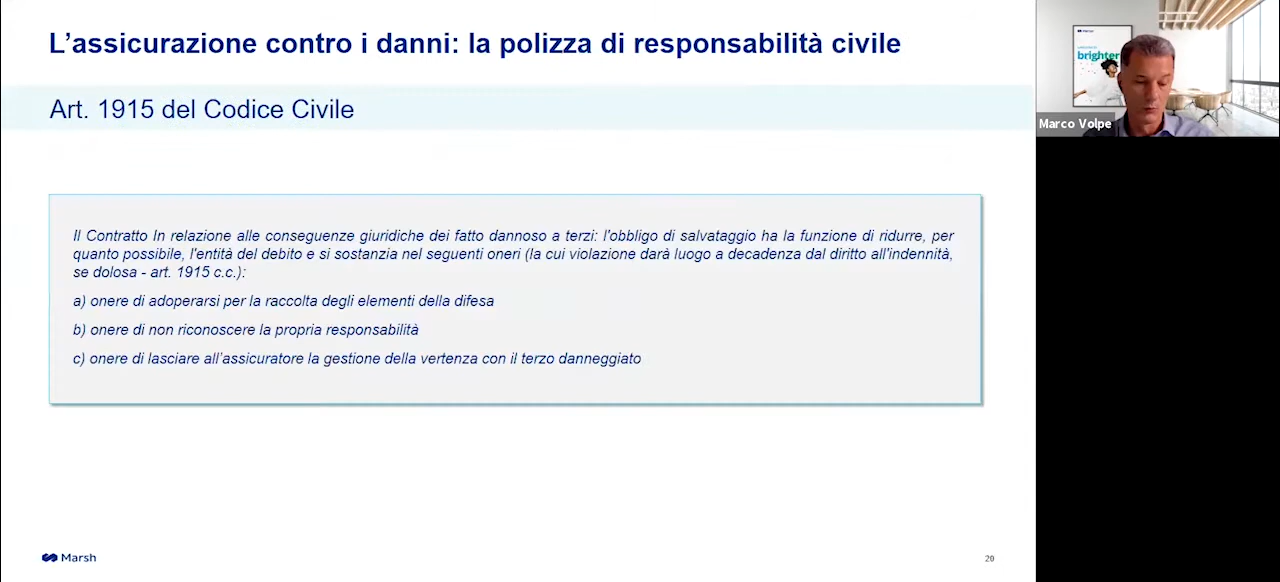 L’assicurazione contro i danni: la polizza di responsabilità civile
Art. 1915 del Codice Civile
Il Contratto In relazione alle conseguenze giuridiche dei fatto dannoso a terzi: l'obbligo di salvataggio ha la funzione di ridurre, per
quanto possibile, l'entità del debito e si sostanzia nel seguenti oneri (la cui violazione darà luogo a decadenza dal diritto all'indennità,
se dolosa - art. 1915 c.c.):
a) onere di adoperarsi per la raccolta degli elementi della difesa
b) onere di non riconoscere la propria responsabilità
c) onere di lasciare all’assicuratore la gestione della vertenza con il terzo danneggiato
Marsh
20
brighter
Marco Volpe